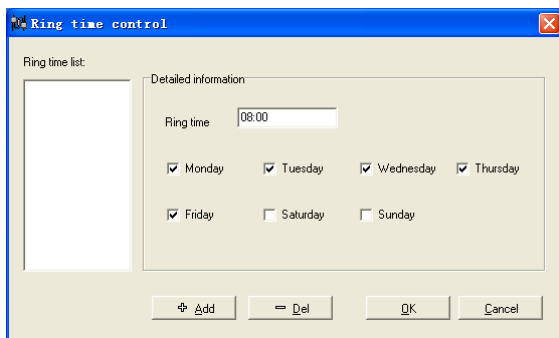 Ring time control
Ring time list:
Detailed information
Ring time 08:00
Monday Tuesday Wednesday Thursday
Friday Saturday Sunday
Add Del OK Cancel